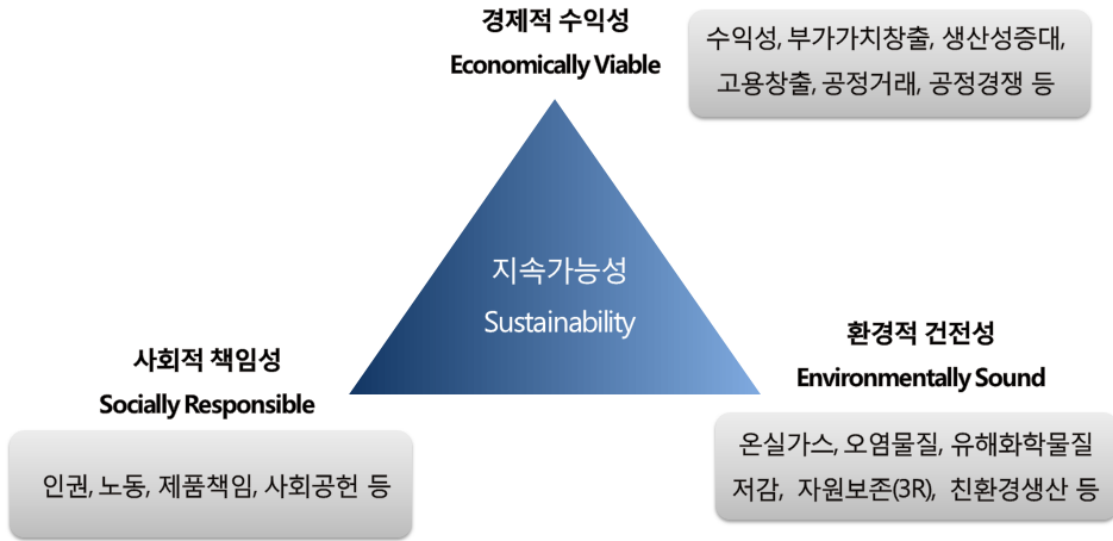 경제적 수익성
Economically Viable
수익성, 부가가치창출, 생산성증대,
고용창출, 공정거래, 공정경쟁 등
지속가능성
Sustainability
사회적 책임성
Socially Responsible
인권, 노동, 제품책임, 사회공헌 등
환경적 건전성
Environmentally Sound
온실가스, 오염물질, 유해화학물질
저감, 자원보존(3R), 친환경생산 등